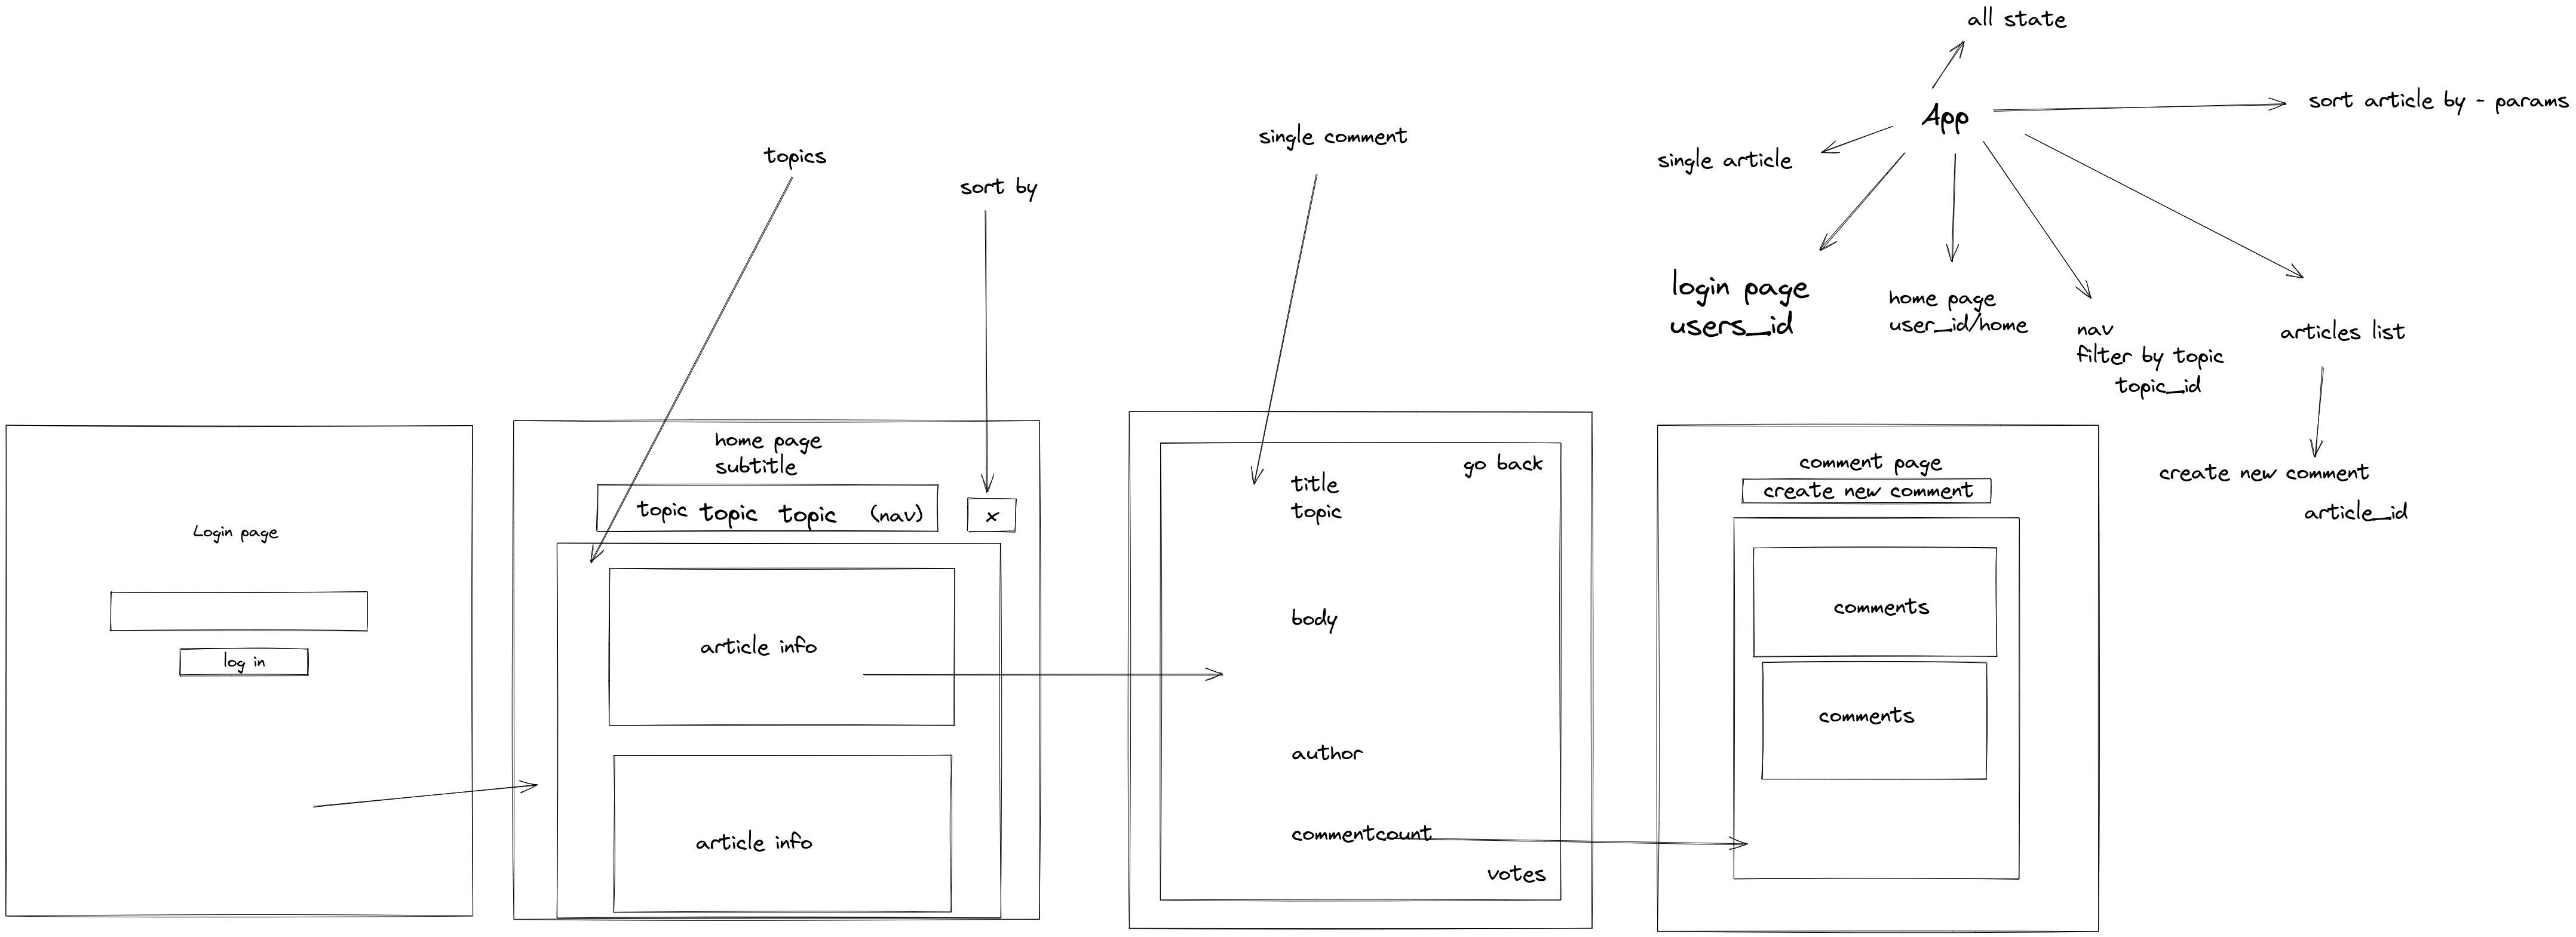 all state
App
sort article by - params
single article
login page
users_id
home page
user_id/home
nav
filter by topic
topic_id
articles list
create new comment
article_id
topics
sort by
single comment
Login page
log in
home page
subtitle
topic topic topic (nav)
x
article info
article info
go back
title
topic
body
author
commentcount
votes
comment page
create new comment
comments
comments